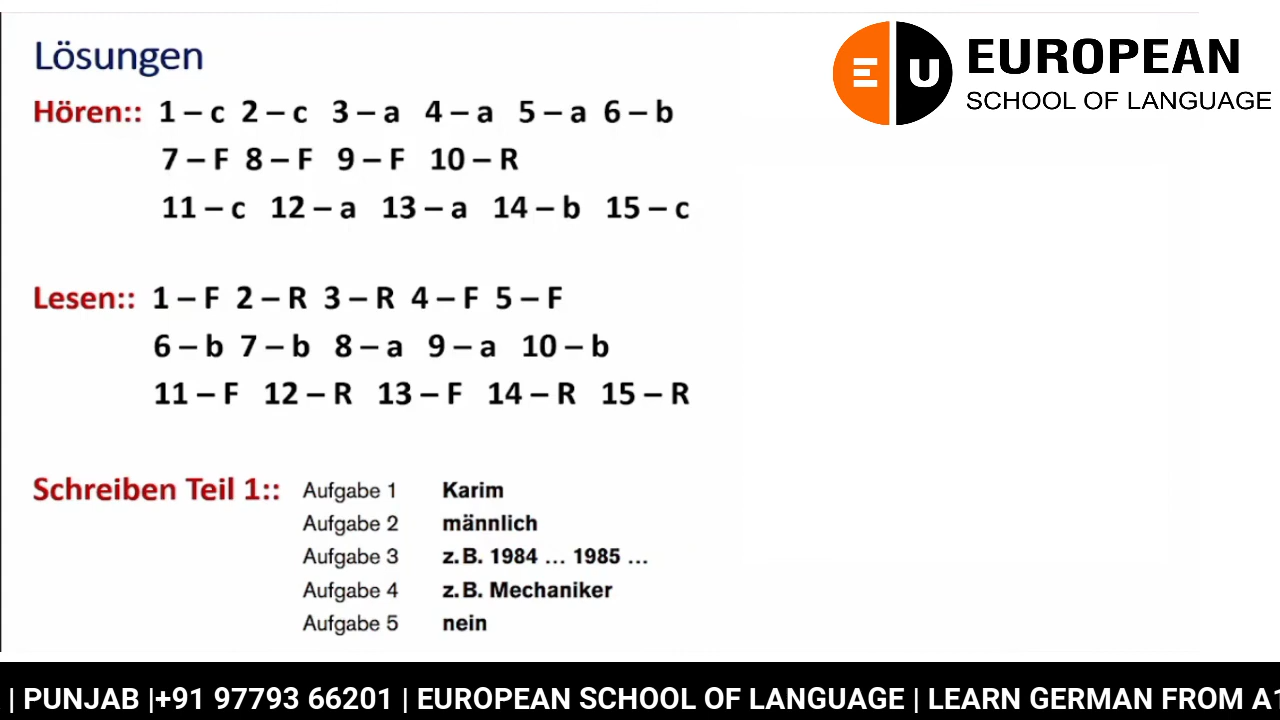 Lösungen
E U EUROPEAN
SCHOOL OF LANGUAGE
Hören:: 1 – c 2 – c 3 – a 4 – a 5 – a 6 – b
7 – F 8 – F 9 – F 10 – R
11 – c 12 – a 13 – a 14 – b 15 – c
Lesen:: 1 – F 2 – R 3 – R 4 – F 5 – F
6 – b 7 – b 8 – a 9 – a 10 – b
11 – F 12 – R 13 – F 14 – R 15 – R
Schreiben Teil 1:: Aufgabe 1 Karim
Aufgabe 2 männlich
Aufgabe 3 z.B. 1984 ... 1985 ...
Aufgabe 4 z.B. Mechaniker
Aufgabe 5 nein
| PUNJAB |+91 97793 66201 | EUROPEAN SCHOOL OF LANGUAGE | LEARN GERMAN FROM A1